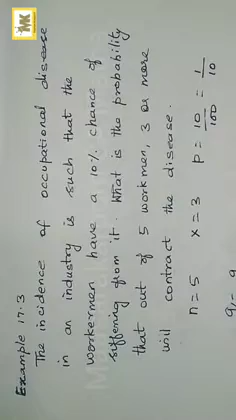 MK
Example 17.3
The incidence of occupational disease
in an industry is such that the
workermen have a 10% chance of
siffering from it. What is the probability
that out of 5 workmen, 3 or more
will contract the disease.
n = 5 x = 3 p = 10/100 = 1/10